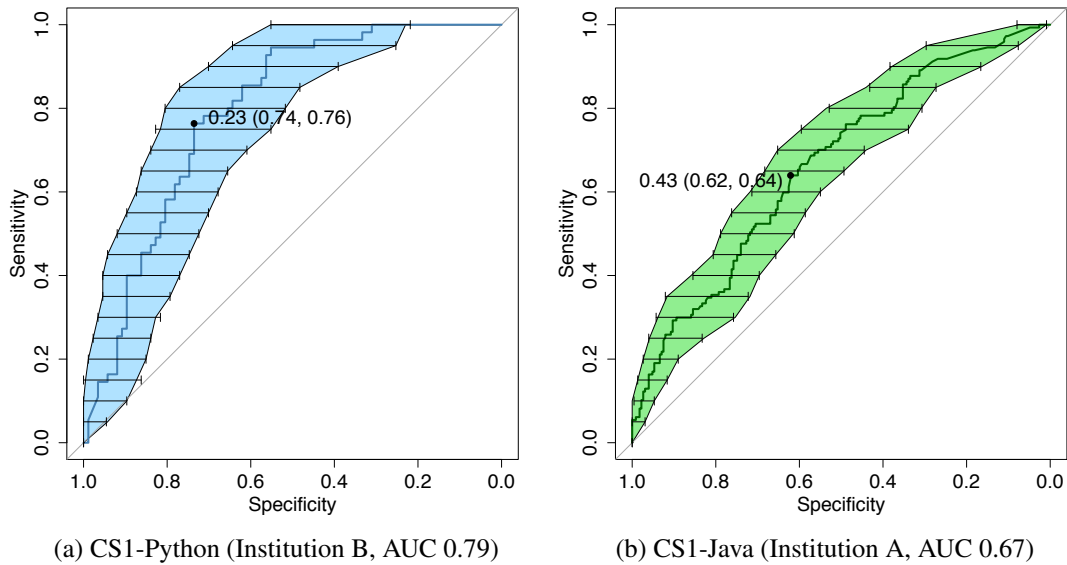 1.0
0.8
0.6
0.4
0.2
0.0
Sensitivity
0.23 (0.74, 0.76)
1.0 0.8 0.6 0.4 0.2 0.0
Specificity
(a) CS1-Python (Institution B, AUC 0.79)
1.0
0.8
0.6
0.4
0.2
0.0
Sensitivity
0.43 (0.62, 0.64)
1.0 0.8 0.6 0.4 0.2 0.0
Specificity
(b) CS1-Java (Institution A, AUC 0.67)